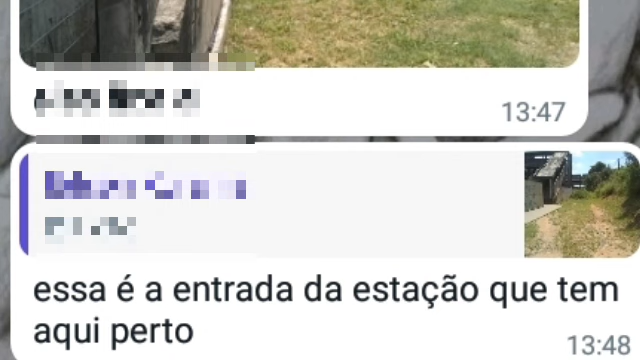 13:47
essa é a entrada da estação que tem
aqui perto
13:48